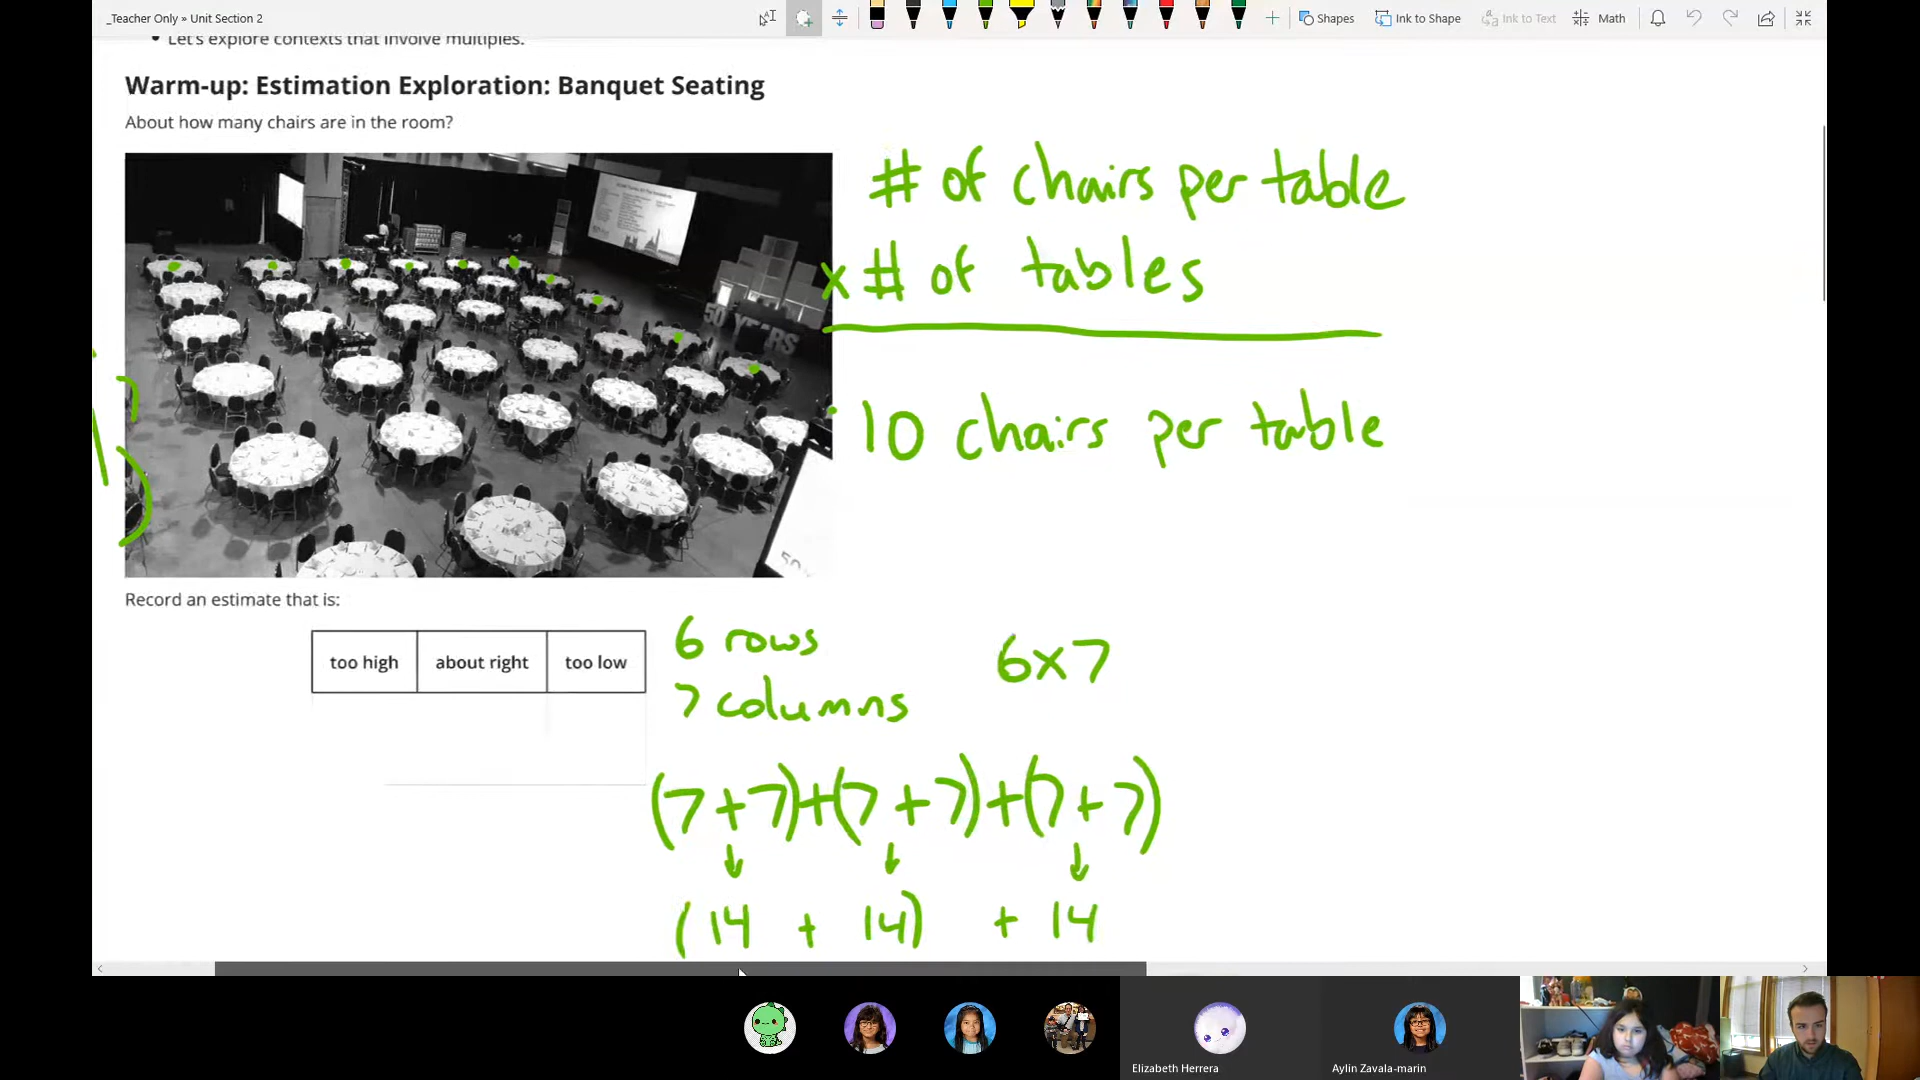 _Teacher Only » Unit Section 2
Shapes
Ink to Shape
Ink to Text
Math
• Let's explore contexts that involve multiples.
Warm-up: Estimation Exploration: Banquet Seating
About how many chairs are in the room?
# of chairs per table
x # of tables
50 YEARS
10 chairs per table
50
Record an estimate that is:
too high about right too low
6 rows
7 columns
6x7
(7+7)+(7+7)+(7+7)
(14 + 14) + 14
Elizabeth Herrera
Aylin Zavala-marin